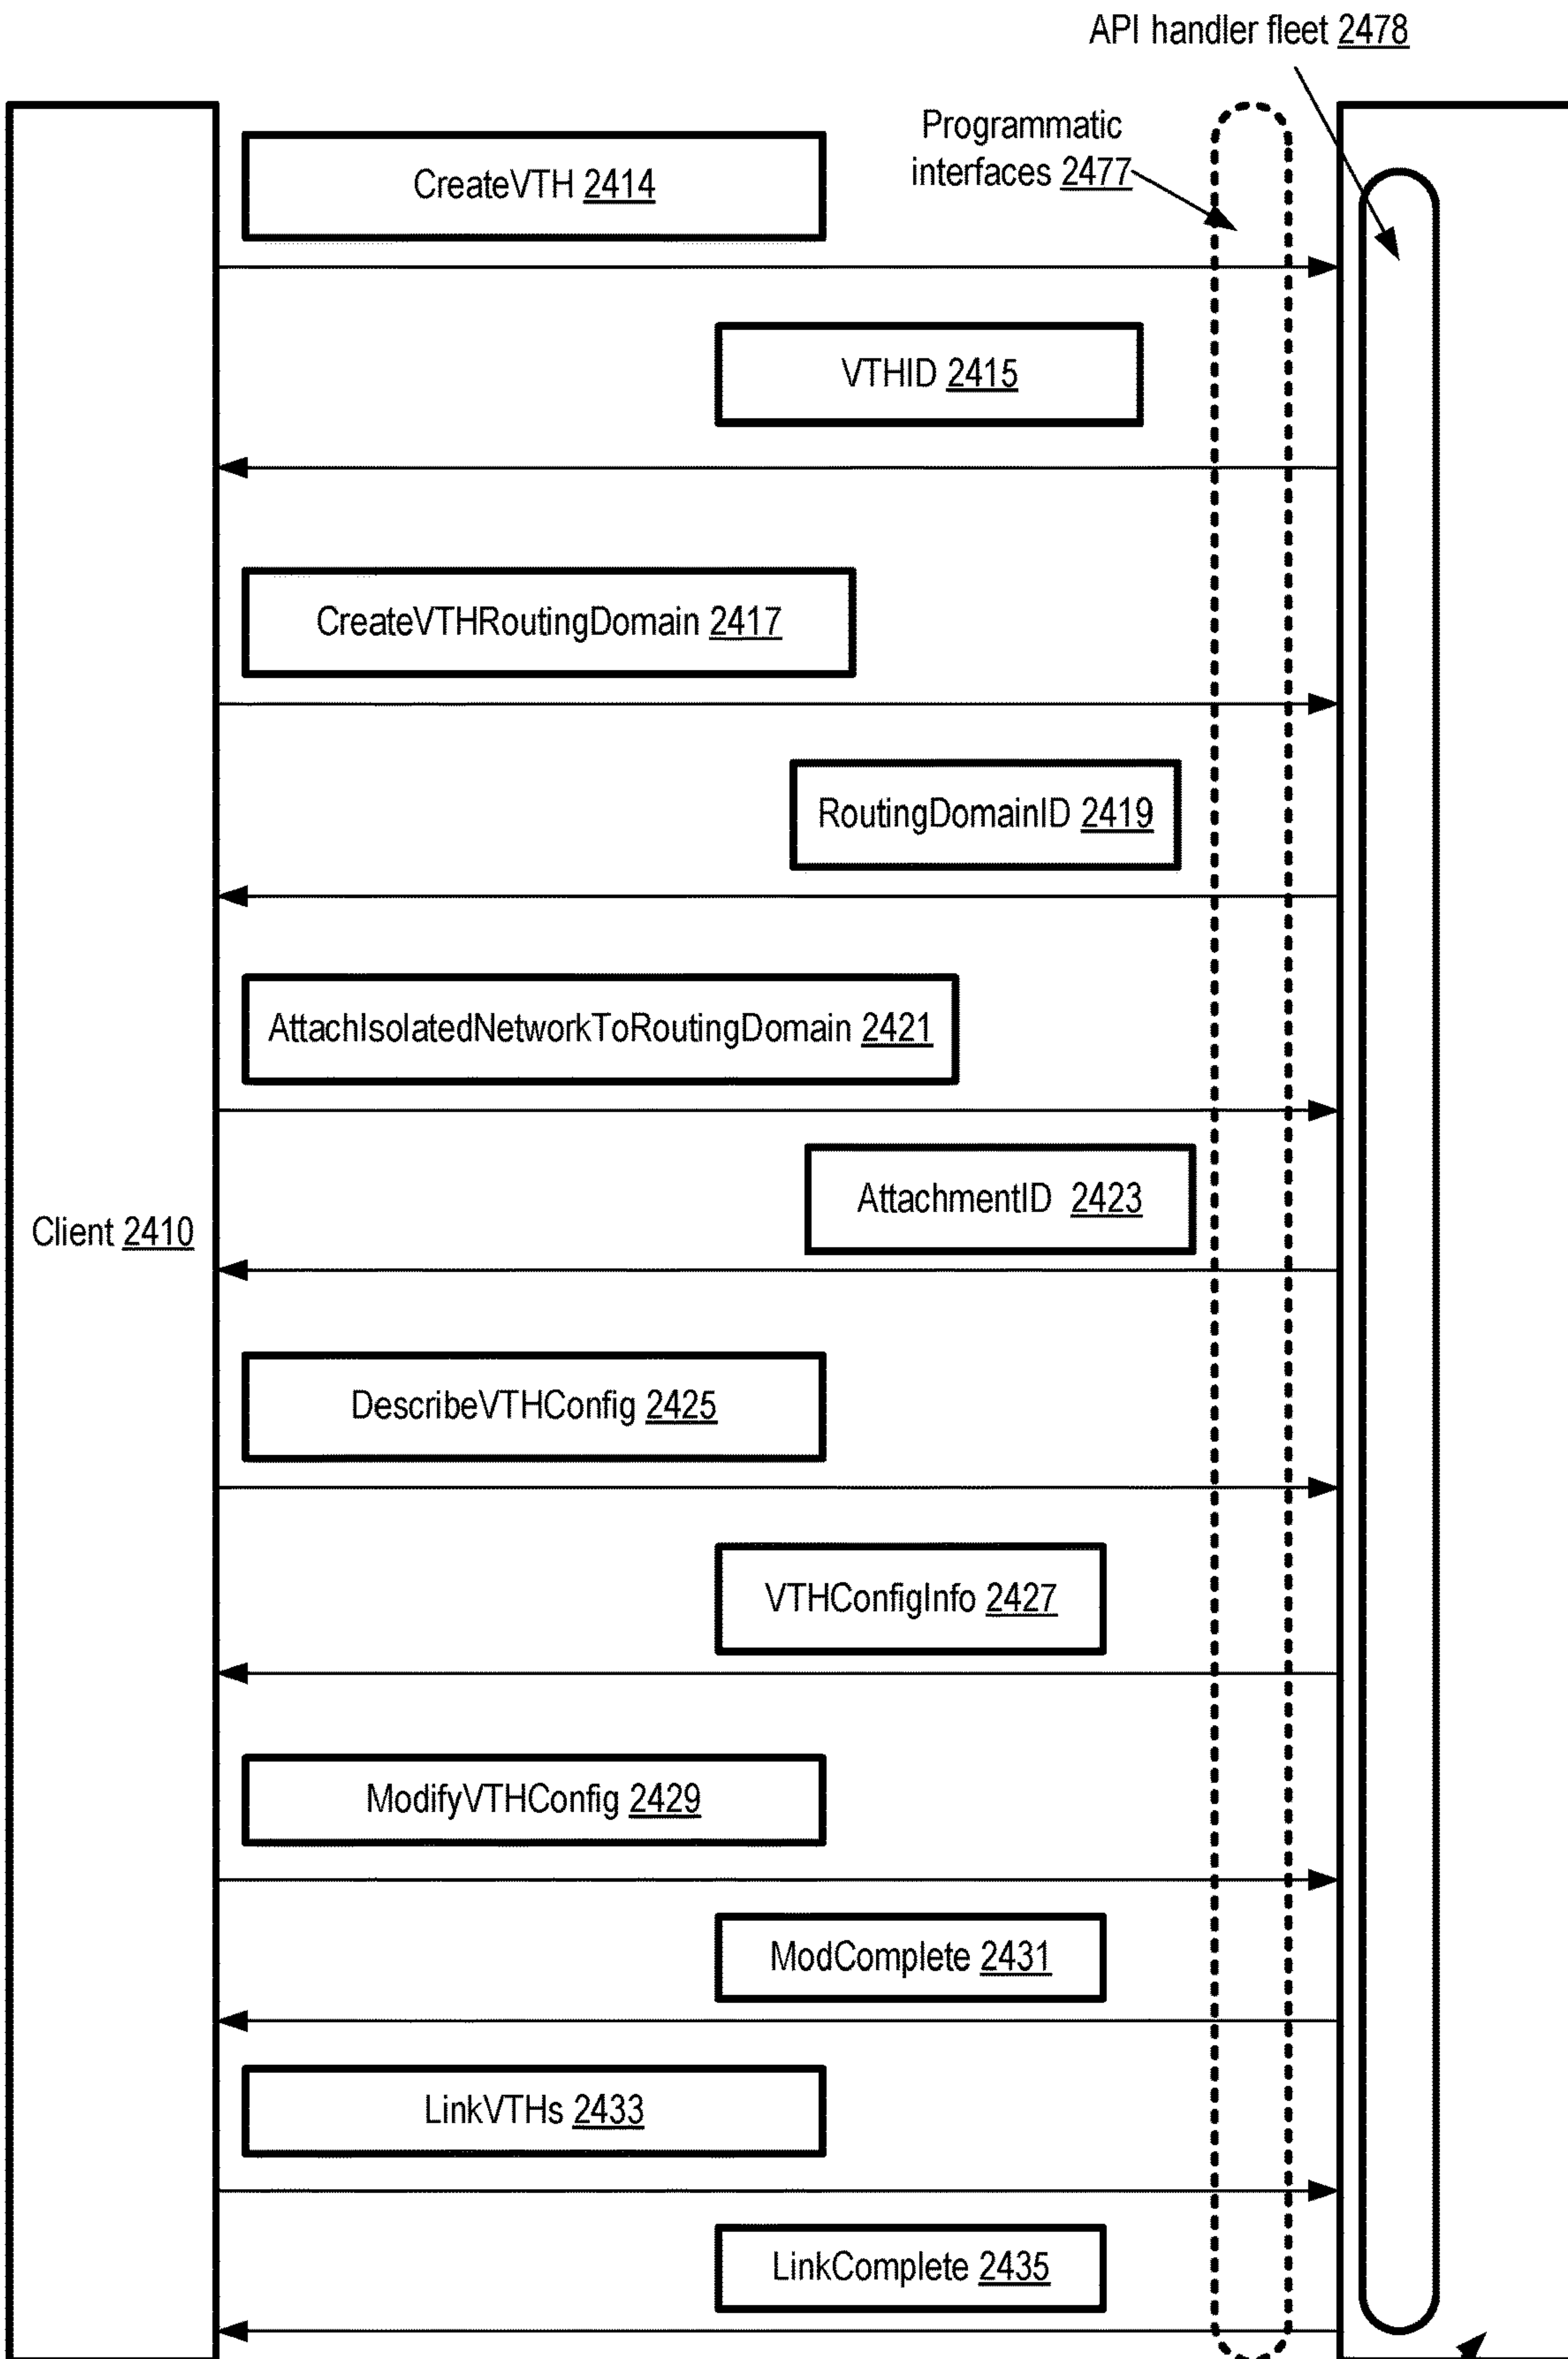 API handler fleet 2478
Programmatic
interfaces 2477
CreateVTH 2414
VTHID 2415
CreateVTHRoutingDomain 2417
RoutingDomainID 2419
AttachIsolatedNetworkToRoutingDomain 2421
AttachmentID 2423
Client 2410
DescribeVTHConfig 2425
VTHConfigInfo 2427
ModifyVTHConfig 2429
ModComplete 2431
LinkVTHs 2433
LinkComplete 2435